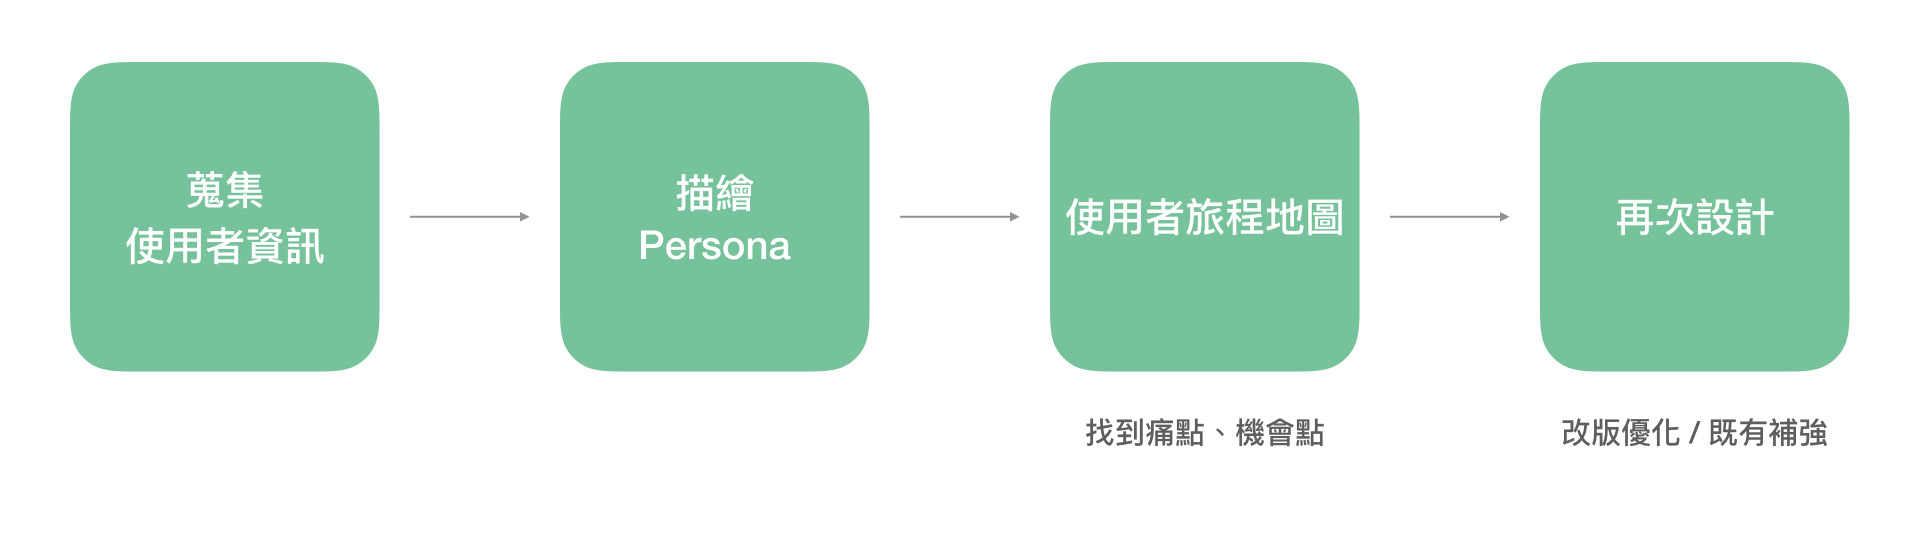 蒐集
使用者資訊
描繪
Persona
使用者旅程地圖
再次設計
找到痛點、機會點
改版優化 / 既有補強